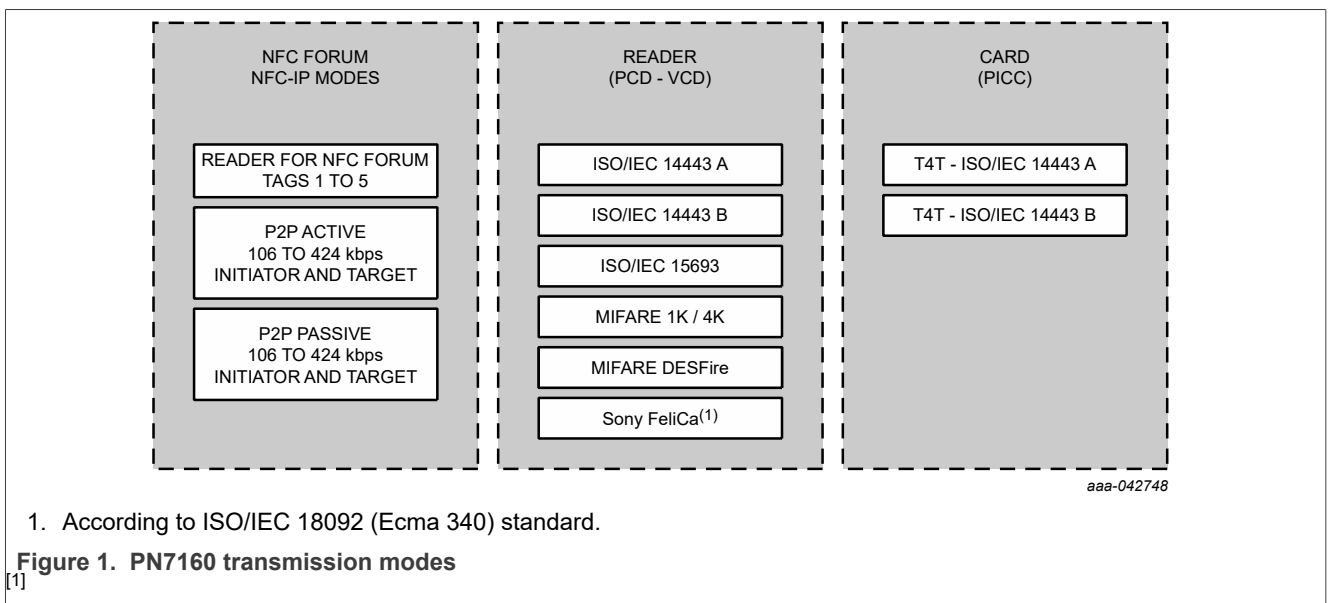 NFC FORUM
NFC-IP MODES
READER FOR NFC FORUM
TAGS 1 TO 5
P2P ACTIVE
106 TO 424 kbps
INITIATOR AND TARGET
P2P PASSIVE
106 TO 424 kbps
INITIATOR AND TARGET
READER
(PCD - VCD)
ISO/IEC 14443 A
ISO/IEC 14443 B
ISO/IEC 15693
MIFARE 1K / 4K
MIFARE DESFire
Sony FeliCa(1)
CARD
(PICC)
T4T - ISO/IEC 14443 A
T4T - ISO/IEC 14443 B
aaa-042748
1. According to ISO/IEC 18092 (Ecma 340) standard.
Figure 1. PN7160 transmission modes
[1]